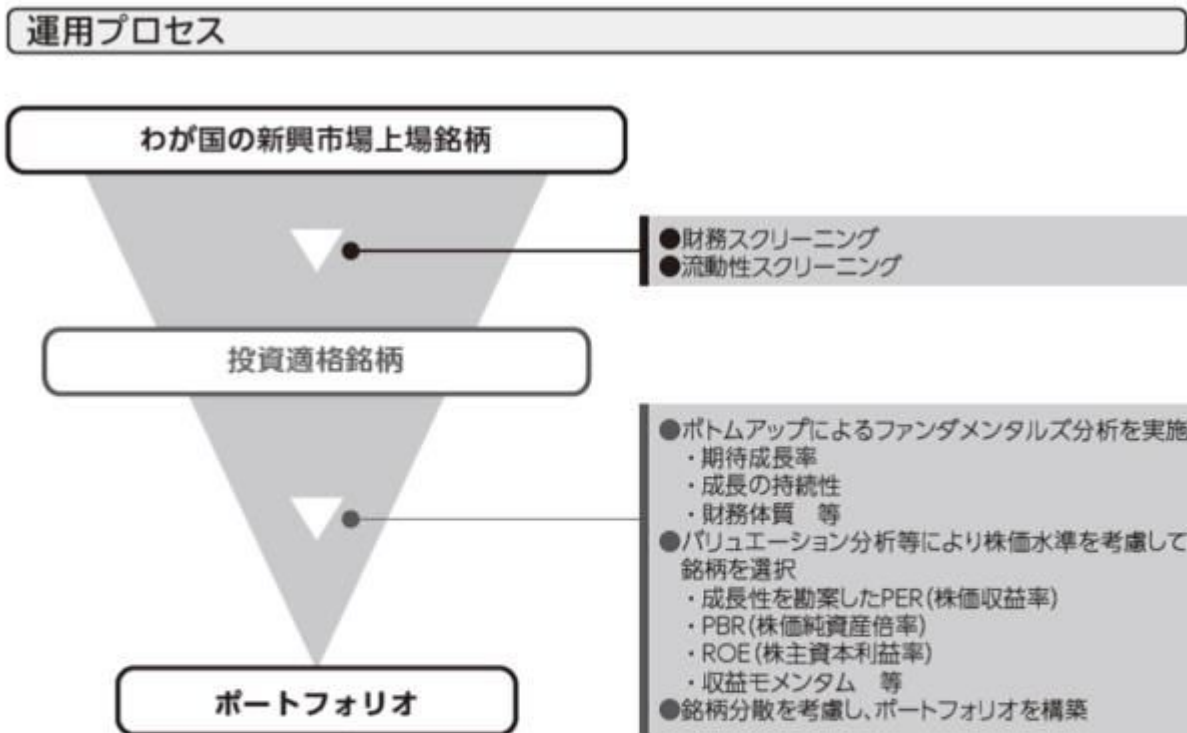 運用プロセス
わが国の新興市場上場銘柄
●財務スクリーニング
●流動性スクリーニング
投資適格銘柄
●ボトムアップによるファンダメンタルズ分析を実施
・期待成長率
・成長の持続性
・財務体質　等
●バリュエーション分析等により株価水準を考慮して
銘柄を選択
・成長性を勘案したPER(株価収益率)
・PBR(株価純資産倍率)
・ROE(株主資本利益率)
・収益モメンタム　等
●銘柄分散を考慮し、ポートフォリオを構築
ポートフォリオ